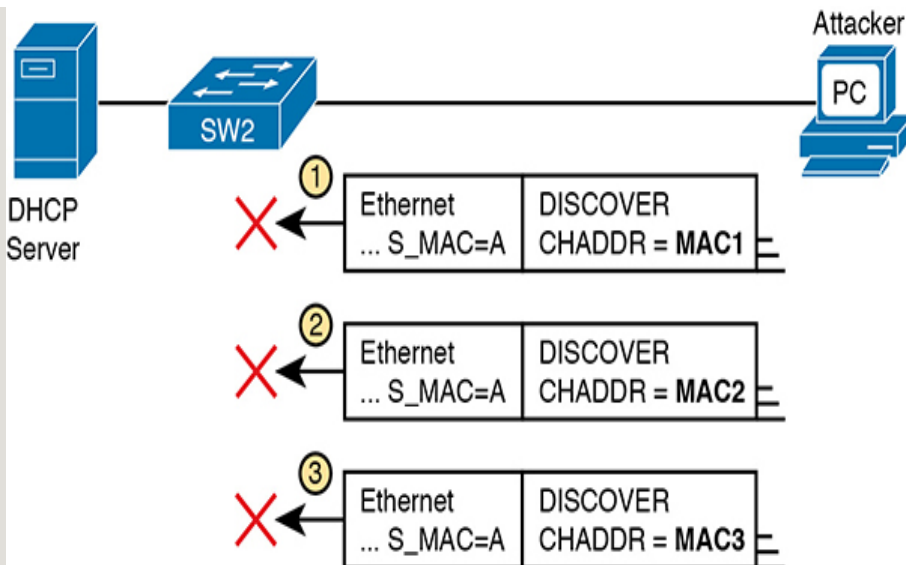 Attacker
PC
SW2
DHCP
Server
1
Ethernet
... S_MAC=A
DISCOVER
CHADDR = MAC1
2
Ethernet
... S_MAC=A
DISCOVER
CHADDR = MAC2
3
Ethernet
... S_MAC=A
DISCOVER
CHADDR = MAC3